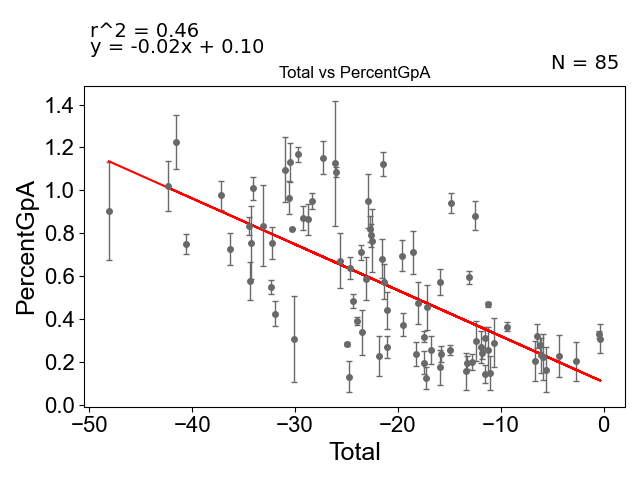 r^2 = 0.46
y = -0.02x + 0.10
N = 85
Total vs PercentGpA
PercentGpA
1.4
1.2
1.0
0.8
0.6
0.4
0.2
0.0
−50 −40 −30 −20 −10 0
Total